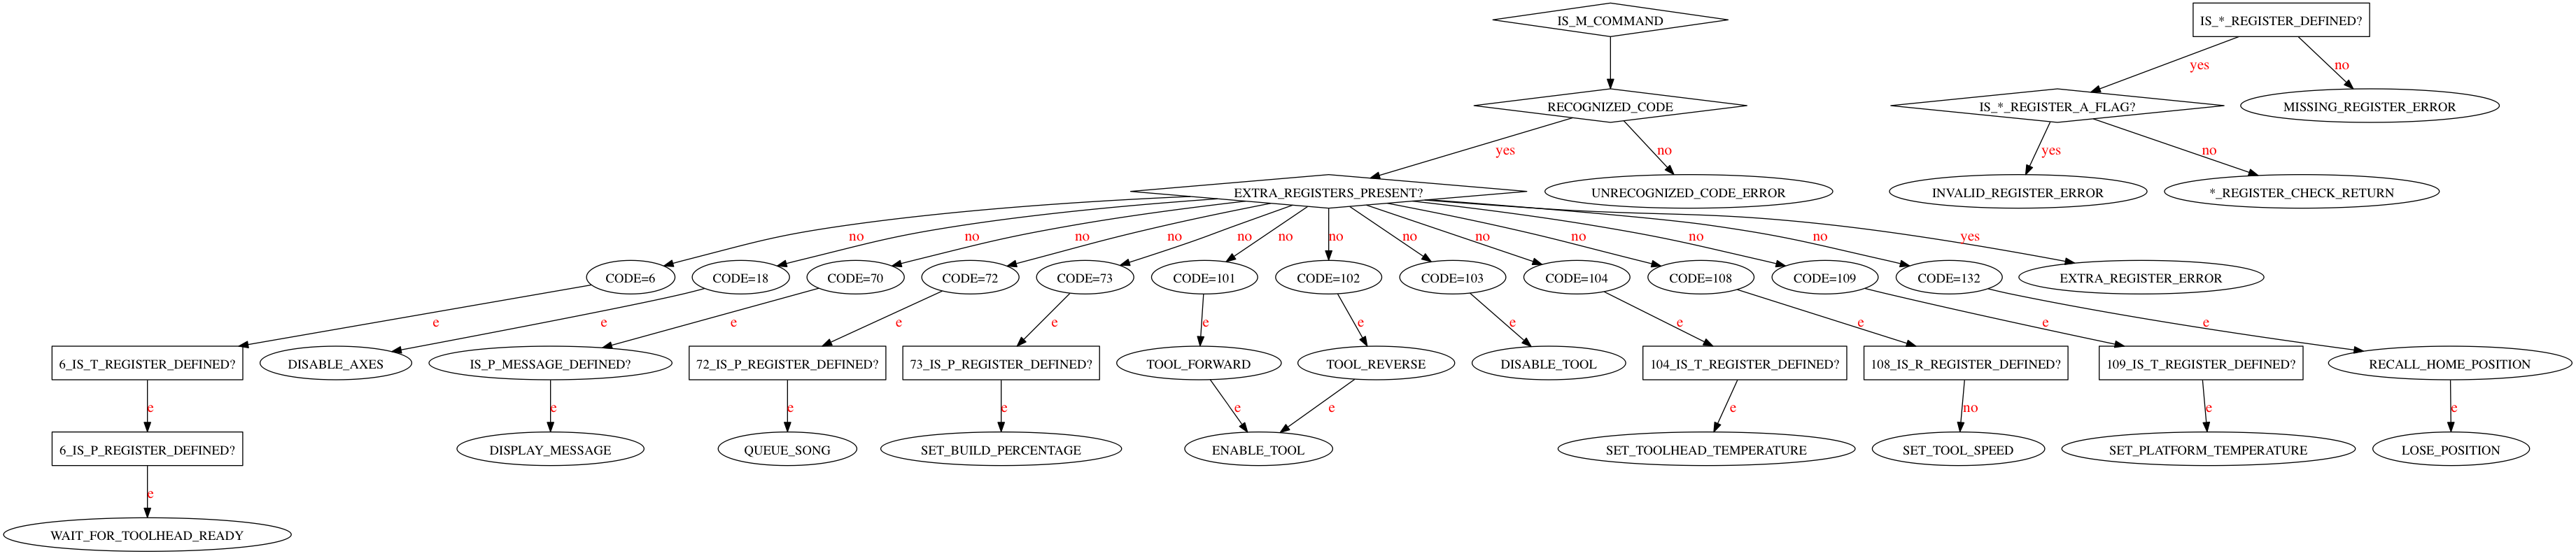 IS_M_COMMAND
IS_*_REGISTER_DEFINED?
yes
no
RECOGNIZED_CODE
IS_*_REGISTER_A_FLAG?
MISSING_REGISTER_ERROR
yes
no
yes
no
EXTRA_REGISTERS_PRESENT?
UNRECOGNIZED_CODE_ERROR
INVALID_REGISTER_ERROR
*_REGISTER_CHECK_RETURN
no
no
no
no
no
no
no
no
no
no
no
no
yes
CODE=6
CODE=18
CODE=70
CODE=72
CODE=73
CODE=101
CODE=102
CODE=103
CODE=104
CODE=108
CODE=109
CODE=132
EXTRA_REGISTER_ERROR
e
e
e
e
e
e
e
e
e
e
e
e
6_IS_T_REGISTER_DEFINED?
DISABLE_AXES
IS_P_MESSAGE_DEFINED?
72_IS_P_REGISTER_DEFINED?
73_IS_P_REGISTER_DEFINED?
TOOL_FORWARD
TOOL_REVERSE
DISABLE_TOOL
104_IS_T_REGISTER_DEFINED?
108_IS_R_REGISTER_DEFINED?
109_IS_T_REGISTER_DEFINED?
RECALL_HOME_POSITION
e
e
e
e
e
e
e
no
e
e
6_IS_P_REGISTER_DEFINED?
DISPLAY_MESSAGE
QUEUE_SONG
SET_BUILD_PERCENTAGE
ENABLE_TOOL
SET_TOOLHEAD_TEMPERATURE
SET_TOOL_SPEED
SET_PLATFORM_TEMPERATURE
LOSE_POSITION
e
WAIT_FOR_TOOLHEAD_READY